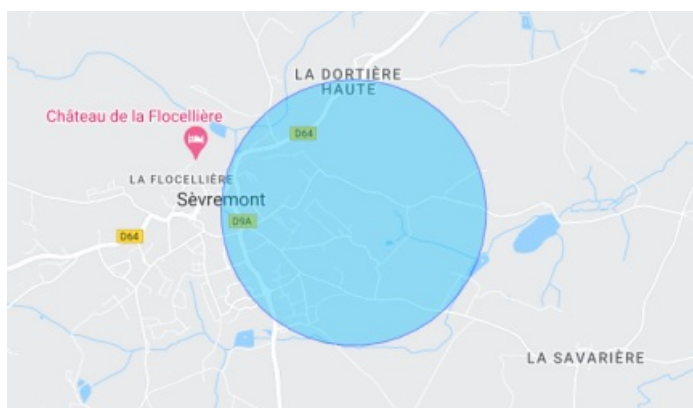 LA DORTIÈRE
HAUTE
Château de la Flocellière
D64
LA FLOCELLIÈRE
Sèvremont
D9A
D64
LA SAVARIÈRE